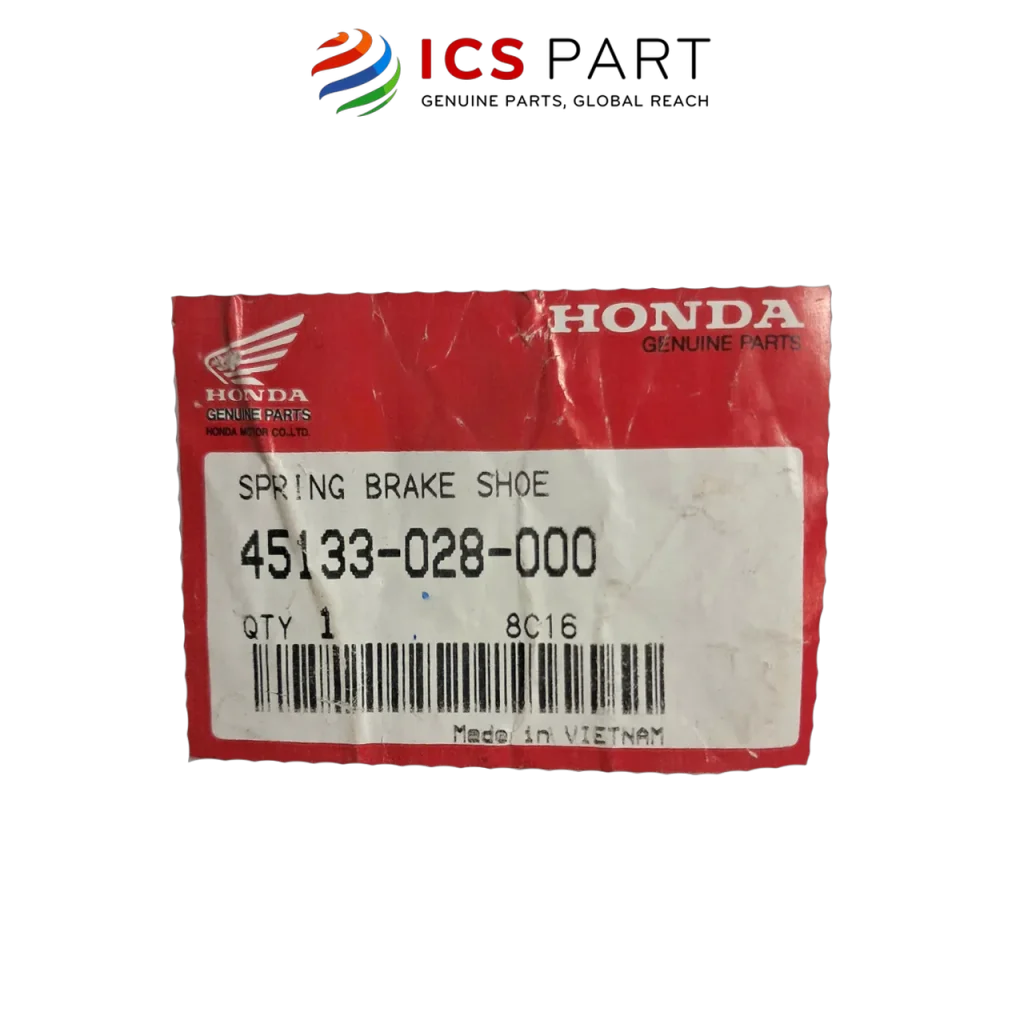 ICS PART
GENUINE PARTS, GLOBAL REACH
HONDA
GENUINE PARTS
HONDA
GENUINE PARTS
HONDA MOTOR CO.,LTD.
SPRING BRAKE SHOE
45133-028-000
QTY 1 8C16
Made in VIETNAM